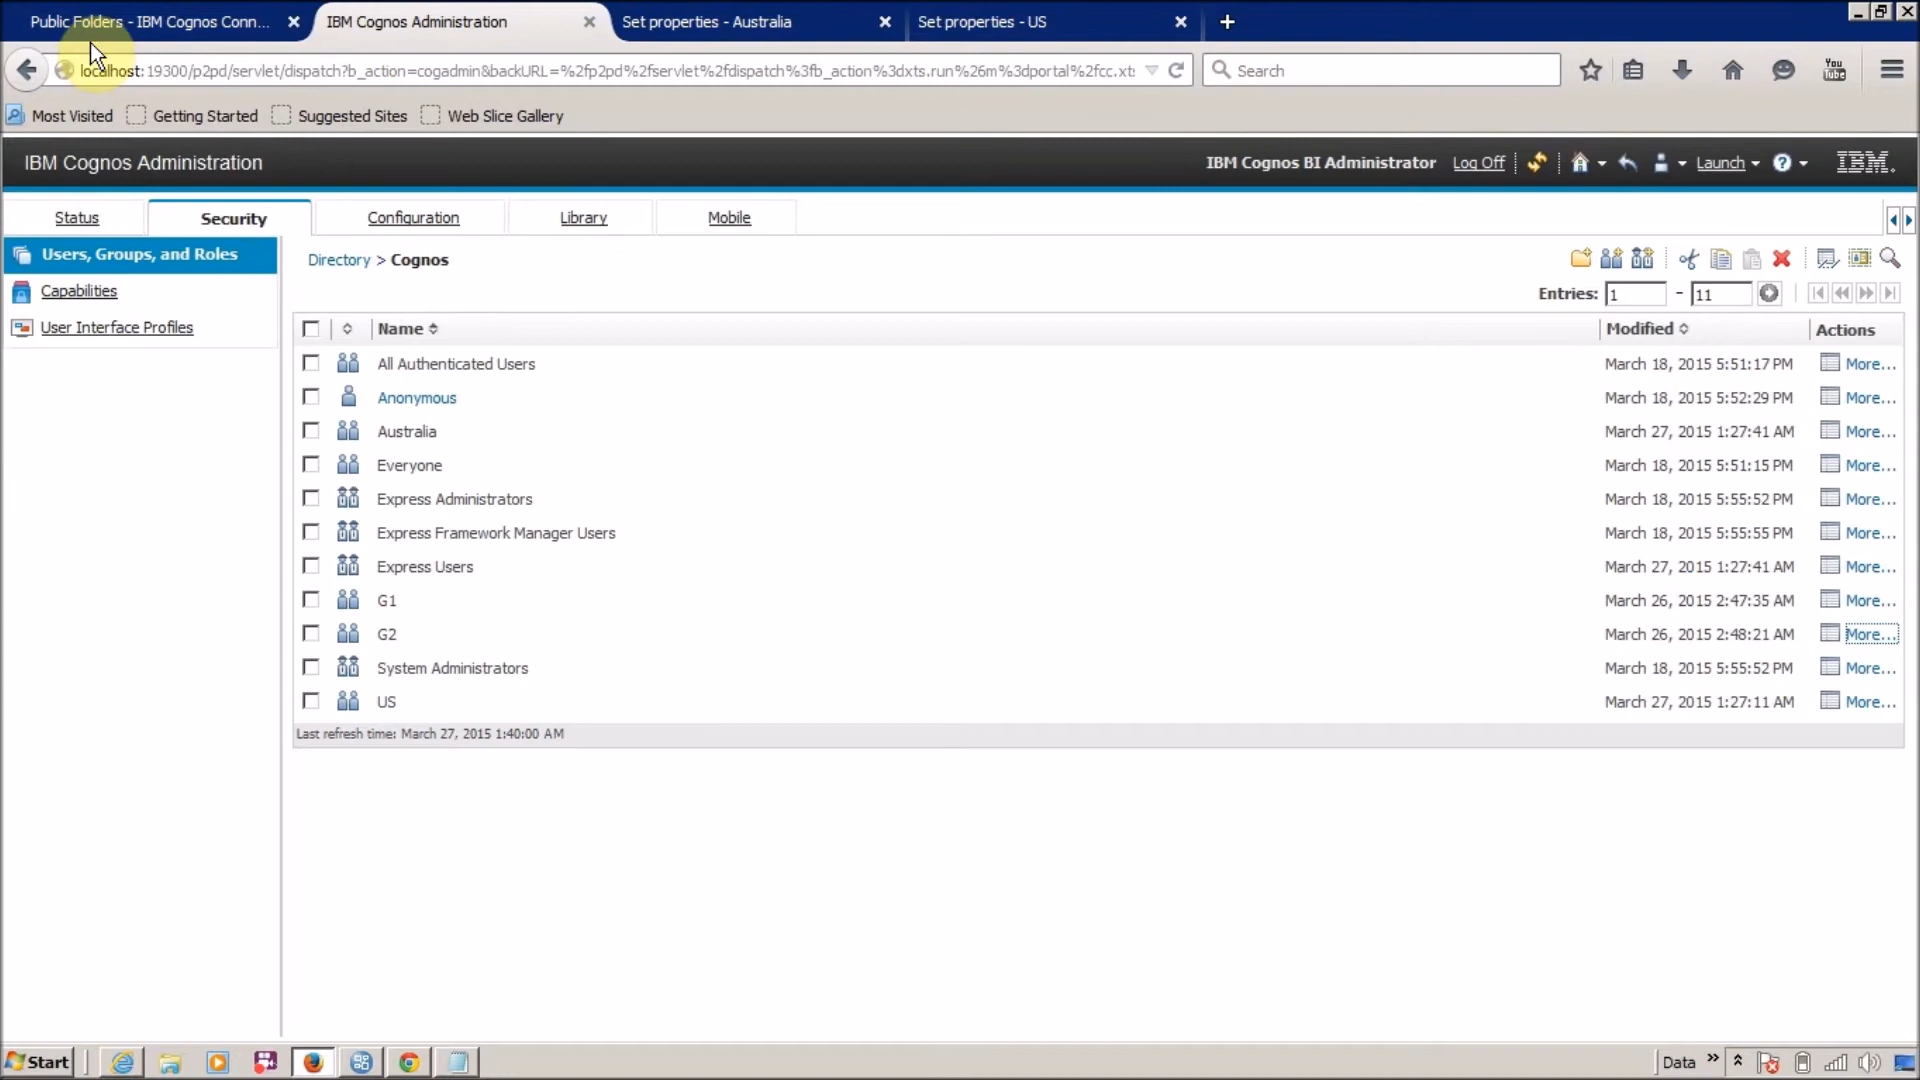 Public Folders - IBM Cognos Conn...
IBM Cognos Administration
Set properties - Australia
Set properties - US
localhost:19300/p2pd/servlet/dispatch?b_action=cogadmin&backURL=%2fp2pd%2fservlet%2fdispatch%3fb_action%3dxts.run%26m%3dportal%2fcc.xt:
Search
You Tube
Most Visited
Getting Started
Suggested Sites
Web Slice Gallery
IBM Cognos Administration
IBM Cognos BI Administrator
Log Off
Launch
IBM.
Status
Security
Configuration
Library
Mobile
Users, Groups, and Roles
Capabilities
User Interface Profiles
Directory > Cognos
Entries: 1 - 11
Name
Modified
Actions
All Authenticated Users March 18, 2015 5:51:17 PM More...
Anonymous March 18, 2015 5:52:29 PM More...
Australia March 27, 2015 1:27:41 AM More...
Everyone March 18, 2015 5:51:15 PM More...
Express Administrators March 18, 2015 5:55:52 PM More...
Express Framework Manager Users March 18, 2015 5:55:55 PM More...
Express Users March 27, 2015 1:27:41 AM More...
G1 March 26, 2015 2:47:35 AM More...
G2 March 26, 2015 2:48:21 AM More...
System Administrators March 18, 2015 5:55:52 PM More...
US March 27, 2015 1:27:11 AM More...
Last refresh time: March 27, 2015 1:40:00 AM
Start
Data